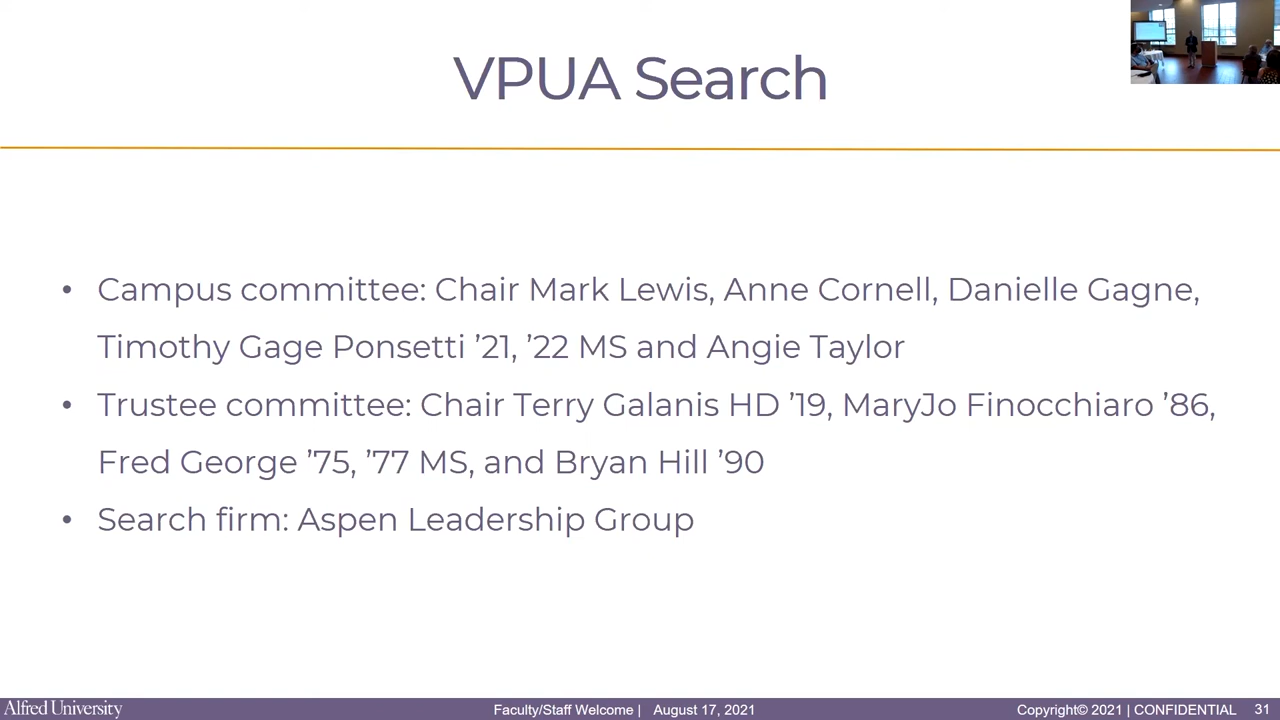 VPUA Search
• Campus committee: Chair Mark Lewis, Anne Cornell, Danielle Gagne,
Timothy Gage Ponsetti ’21, ’22 MS and Angie Taylor
• Trustee committee: Chair Terry Galanis HD ’19, MaryJo Finocchiaro ’86,
Fred George ’75, ’77 MS, and Bryan Hill ’90
• Search firm: Aspen Leadership Group
Alfred University Faculty/Staff Welcome | August 17, 2021 Copyright© 2021 | CONFIDENTIAL 31